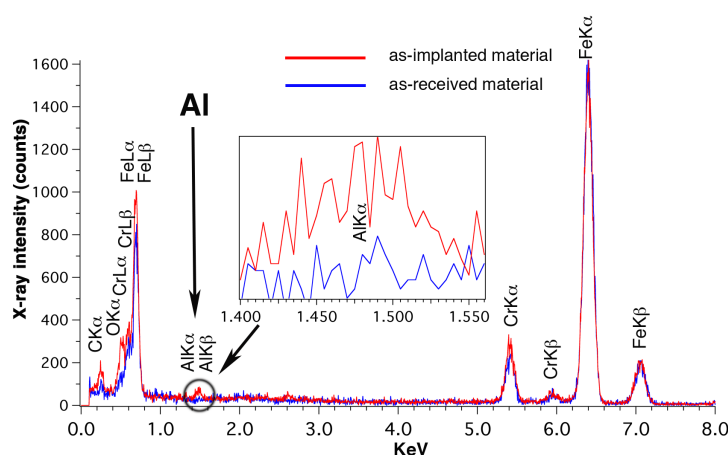 as-implanted material
as-received material
FeKα
1600
1400
1200
1000
800
600
400
200
0
X-ray intensity (counts)
Al
FeLα
FeLβ
CrLβ
CrLα
OKα
CKα
AlKα
1.400
1.450
1.500
1.550
AlKα
AlKβ
CrKα
CrKβ
FeKβ
0.0
1.0
2.0
3.0
4.0
5.0
6.0
7.0
8.0
KeV